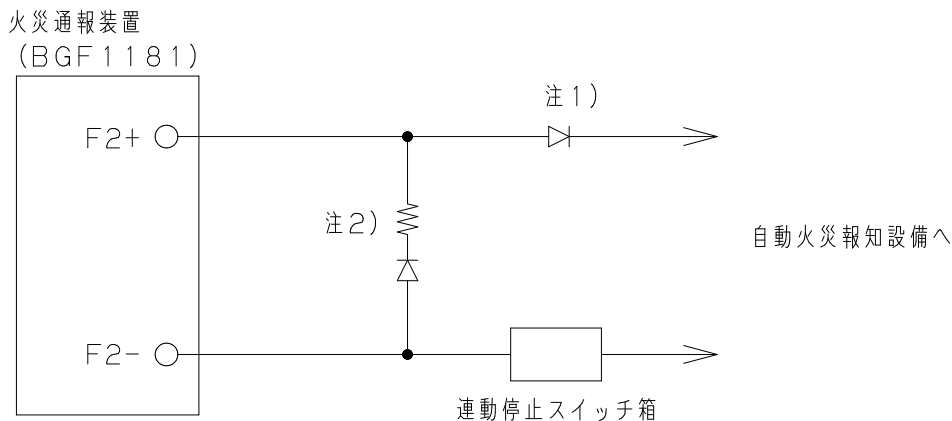 火災通報装置
(BGF1181)
注1)
F2+
注2)
自動火災報知設備へ
F2-
連動停止スイッチ箱